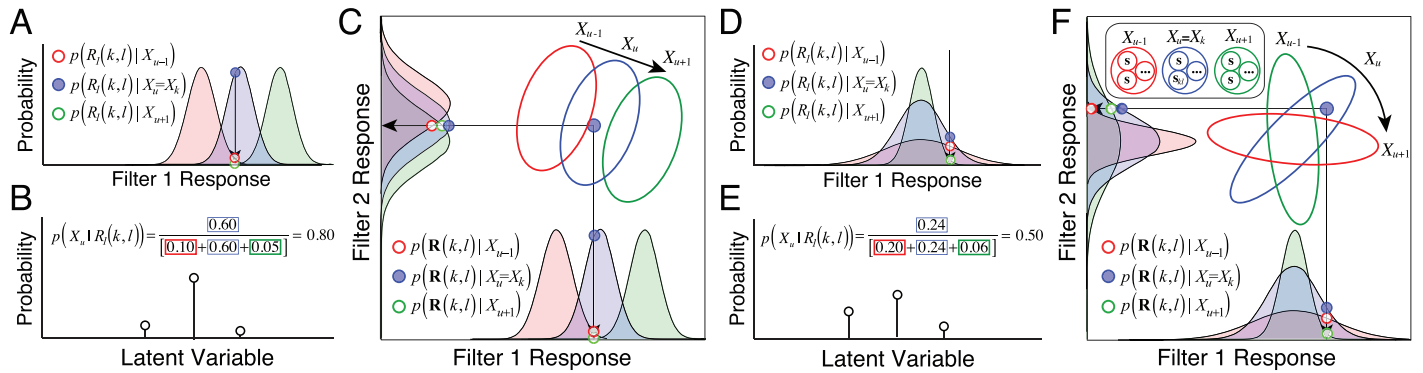 A
Probability
p(R_l(k,l) | X_{u-1})
p(R_l(k,l) | X_u=X_k)
p(R_l(k,l) | X_{u+1})
Filter 1 Response
B
Probability
p(X_u | R_l(k,l)) = 0.60 / [0.10+0.60+0.05] = 0.80
Latent Variable
C
Filter 2 Response
X_{u-1}
X_u
X_{u+1}
p(R(k,l) | X_{u-1})
p(R(k,l) | X_u=X_k)
p(R(k,l) | X_{u+1})
Filter 1 Response
D
Probability
p(R_l(k,l) | X_{u-1})
p(R_l(k,l) | X_u=X_k)
p(R_l(k,l) | X_{u+1})
Filter 1 Response
E
Probability
p(X_u | R_l(k,l)) = 0.24 / [0.20+0.24+0.06] = 0.50
Latent Variable
F
Filter 2 Response
X_{u-1} X_u=X_k X_{u+1}
s s s
... ... ...
s s_{kl} s
X_{u-1}
X_u
X_{u+1}
p(R(k,l) | X_{u-1})
p(R(k,l) | X_u=X_k)
p(R(k,l) | X_{u+1})
Filter 1 Response